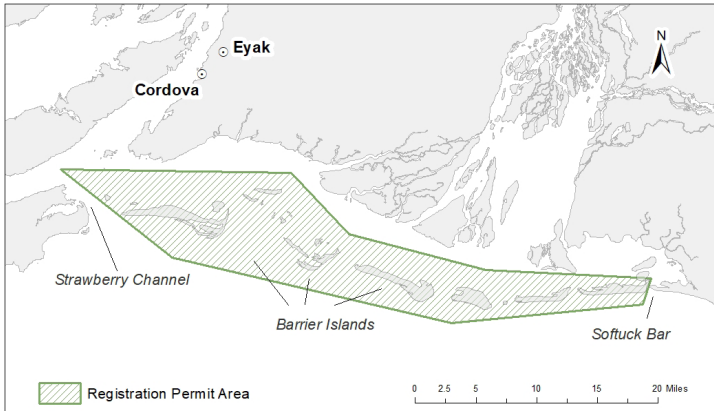 Eyak
Cordova
N
Strawberry Channel
Barrier Islands
Softuck Bar
Registration Permit Area
0 2.5 5 10 15 20 Miles